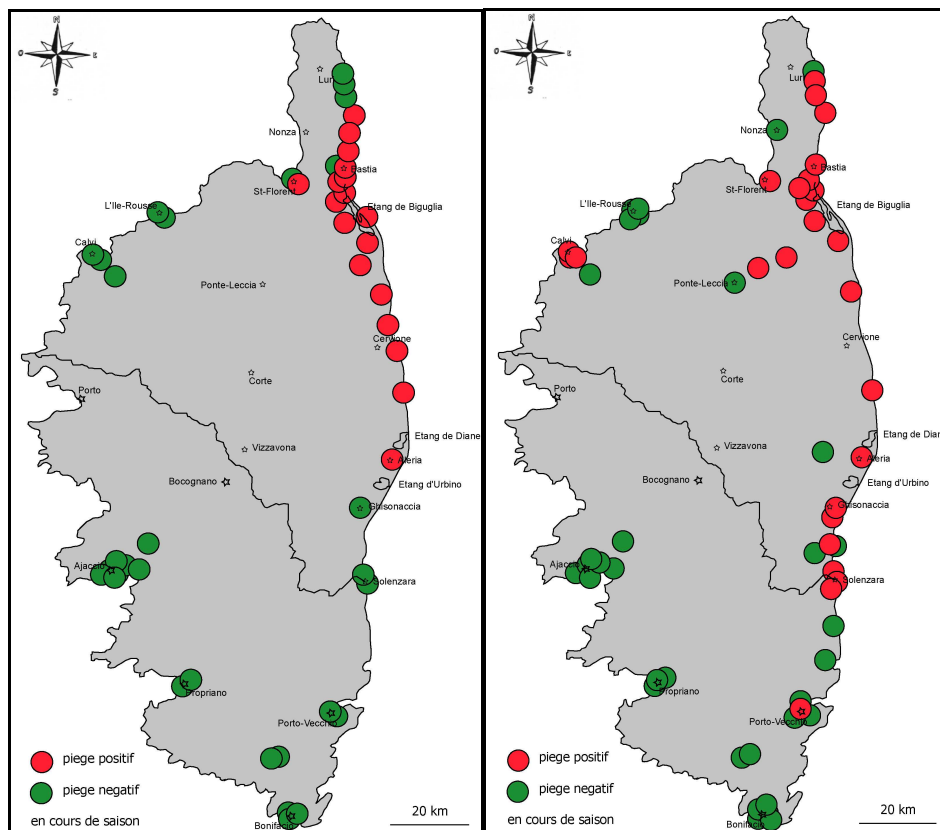 N
O E
S
Luri
Nonza
Bastia
St-Florent
Etang de Biguglia
L'Ile-Rousse
Calvi
Ponte-Leccia
Cervione
Corte
Porto
Etang de Diane
Vizzavona
Aleria
Bocognano
Etang d'Urbino
Ghisonaccia
Ajaccio
Solenzara
Propriano
Porto-Vecchio
piege positif
piege negatif
20 km
en cours de saison
Bonifacio
N
O E
S
Luri
Nonza
Bastia
St-Florent
Etang de Biguglia
L'Ile-Rousse
Calvi
Ponte-Leccia
Cervione
Corte
Porto
Etang de Dian
Vizzavona
Aleria
Bocognano
Etang d'Urbino
Ghisonaccia
Ajaccio
Solenzara
Propriano
Porto-Vecchio
piege positif
piege negatif
20 km
en cours de saison
Bonifacio